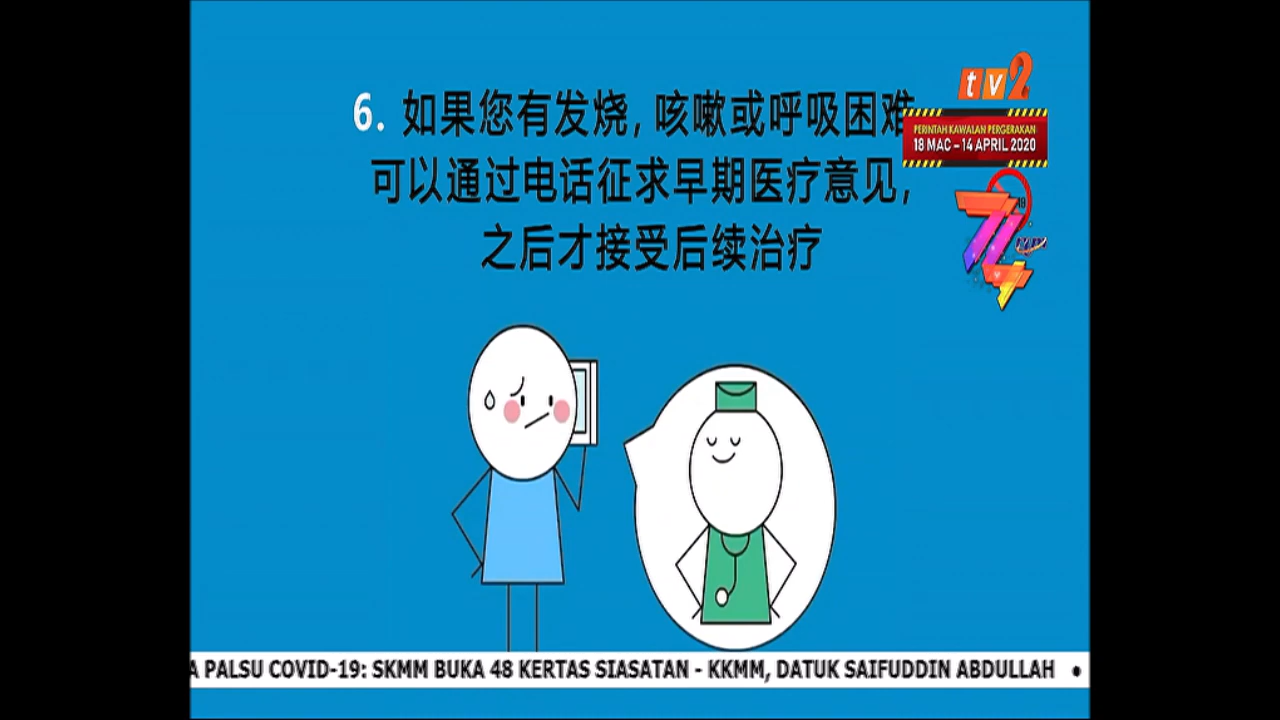 6. 如果您有发烧, 咳嗽或呼吸困难
可以通过电话征求早期医疗意见,
之后才接受后续治疗
tv2
PERINTAH KAWALAN PERGERAKAN
18 MAC – 14 APRIL 2020
A PALSU COVID-19: SKMM BUKA 48 KERTAS SIASATAN - KKMM, DATUK SAIFUDDIN ABDULLAH •